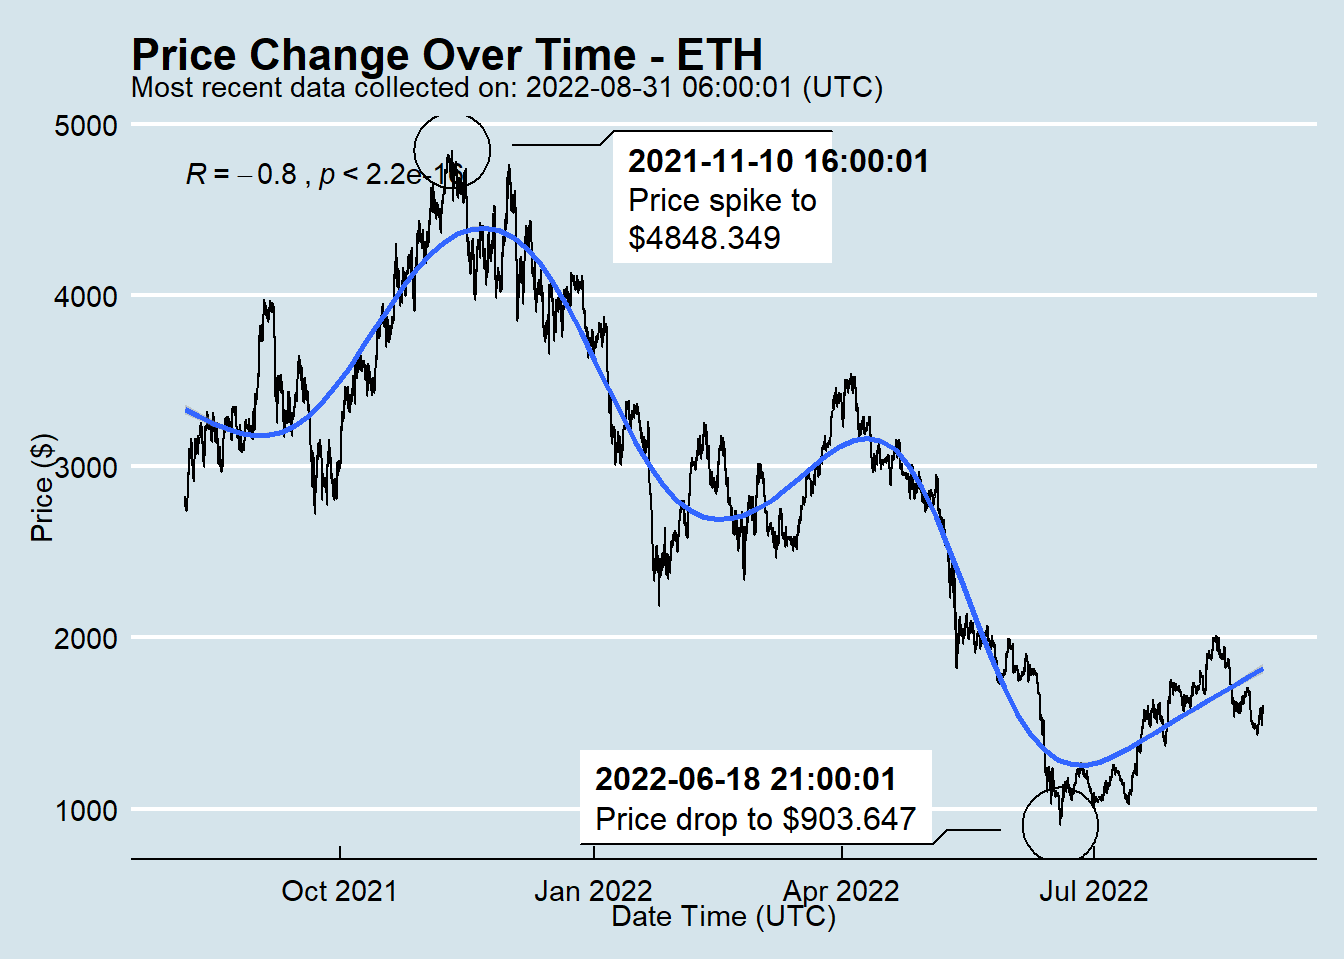 Price Change Over Time - ETH
Most recent data collected on: 2022-08-31 06:00:01 (UTC)
5000
R = −0.8 , p < 2.2e-16
2021-11-10 16:00:01
Price spike to
$4848.349
4000
3000
Price ($)
2000
2022-06-18 21:00:01
Price drop to $903.647
1000
Oct 2021
Jan 2022
Apr 2022
Jul 2022
Date Time (UTC)